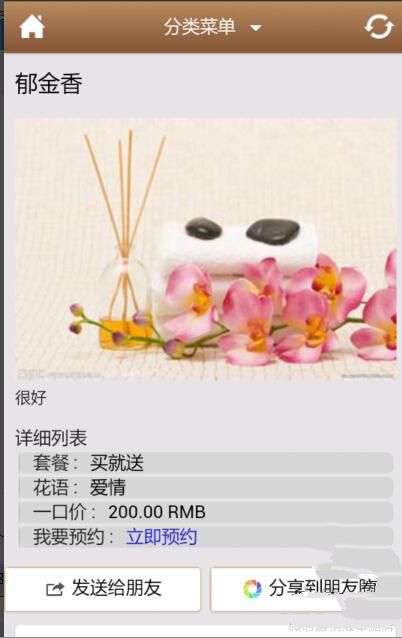 分类菜单
郁金香
很好
详细列表
套餐： 买就送
花语： 爱情
一口价： 200.00 RMB
我要预约： 立即预约
发送给朋友
分享到朋友圈